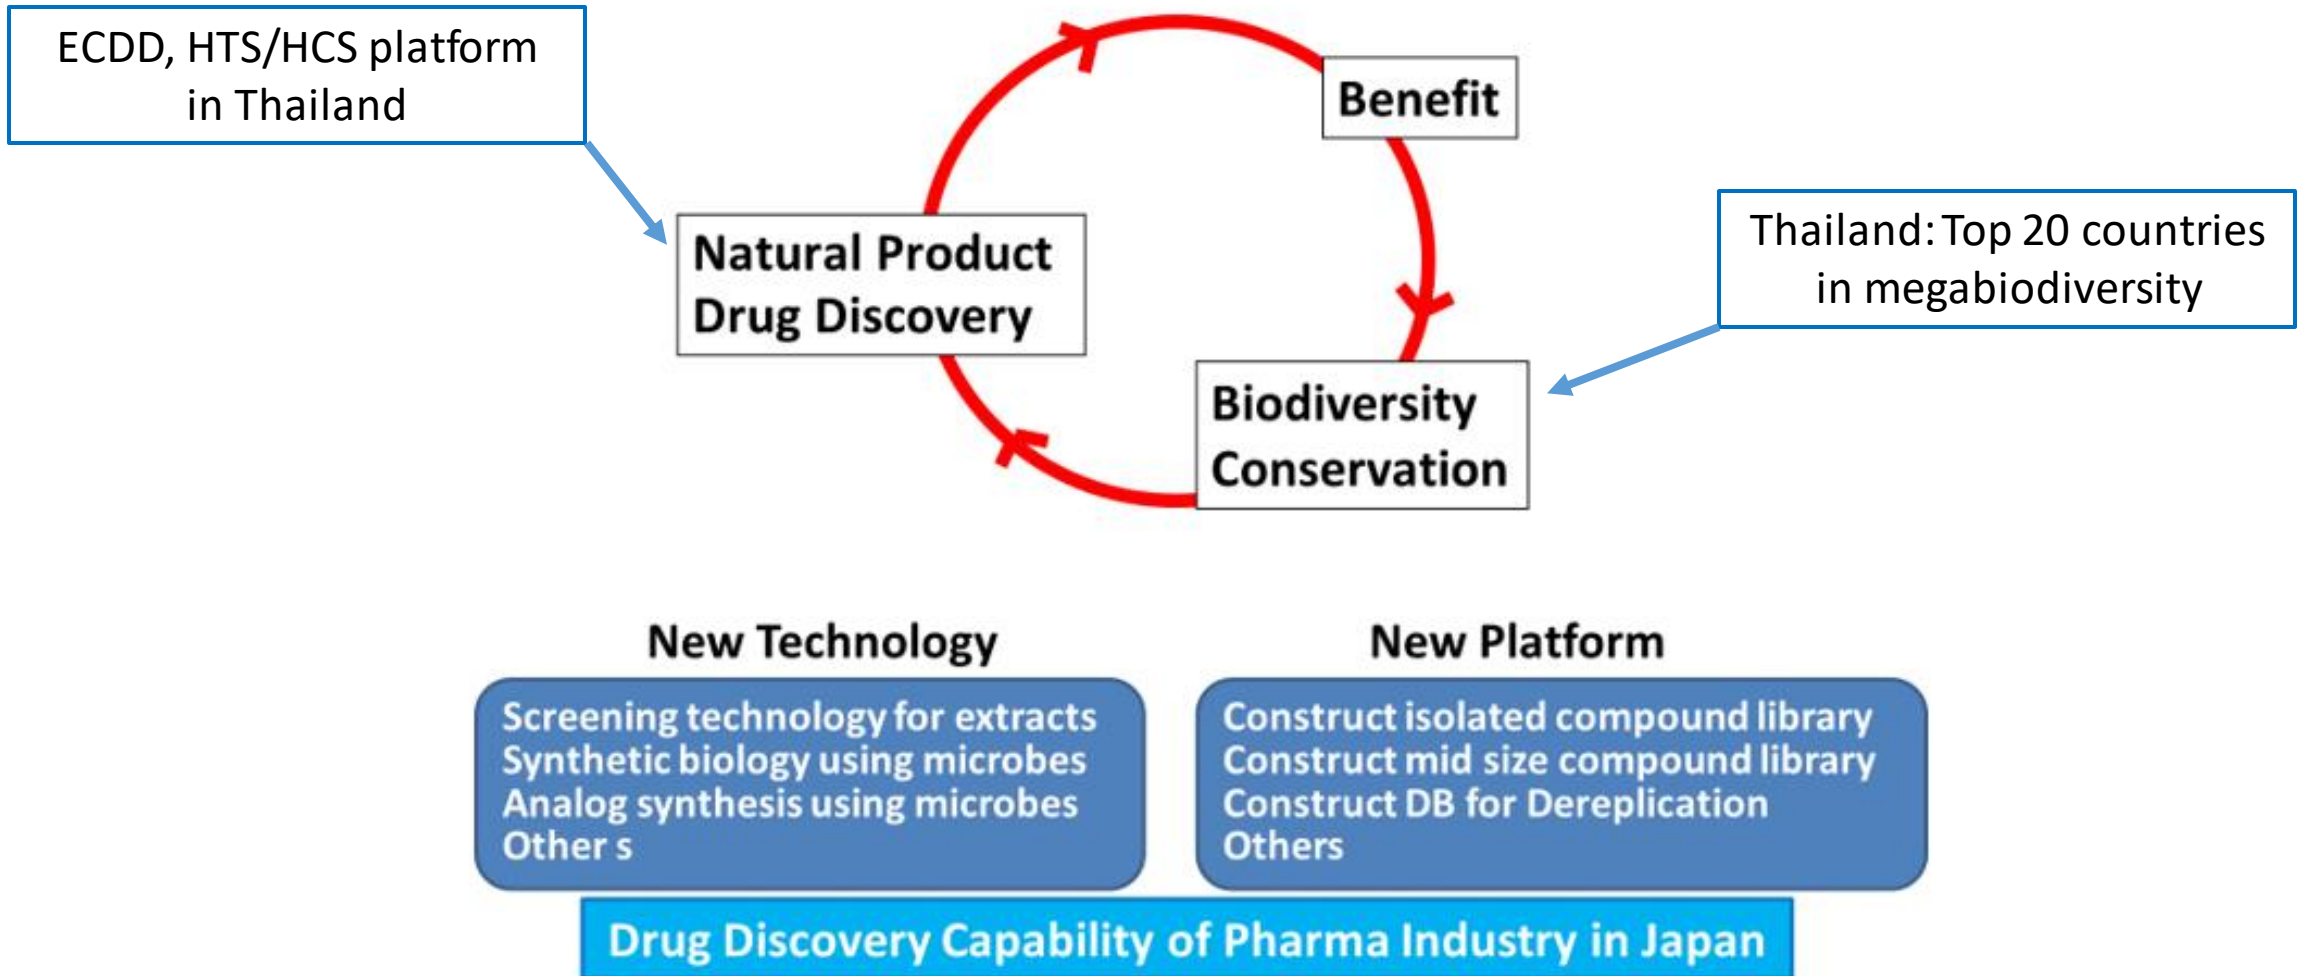 ECDD, HTS/HCS platform
in Thailand
Benefit
Thailand: Top 20 countries
in megabiodiversity
Natural Product
Drug Discovery
Biodiversity
Conservation
New Technology
Screening technology for extracts
Synthetic biology using microbes
Analog synthesis using microbes
Other s
New Platform
Construct isolated compound library
Construct mid size compound library
Construct DB for Dereplication
Others
Drug Discovery Capability of Pharma Industry in Japan